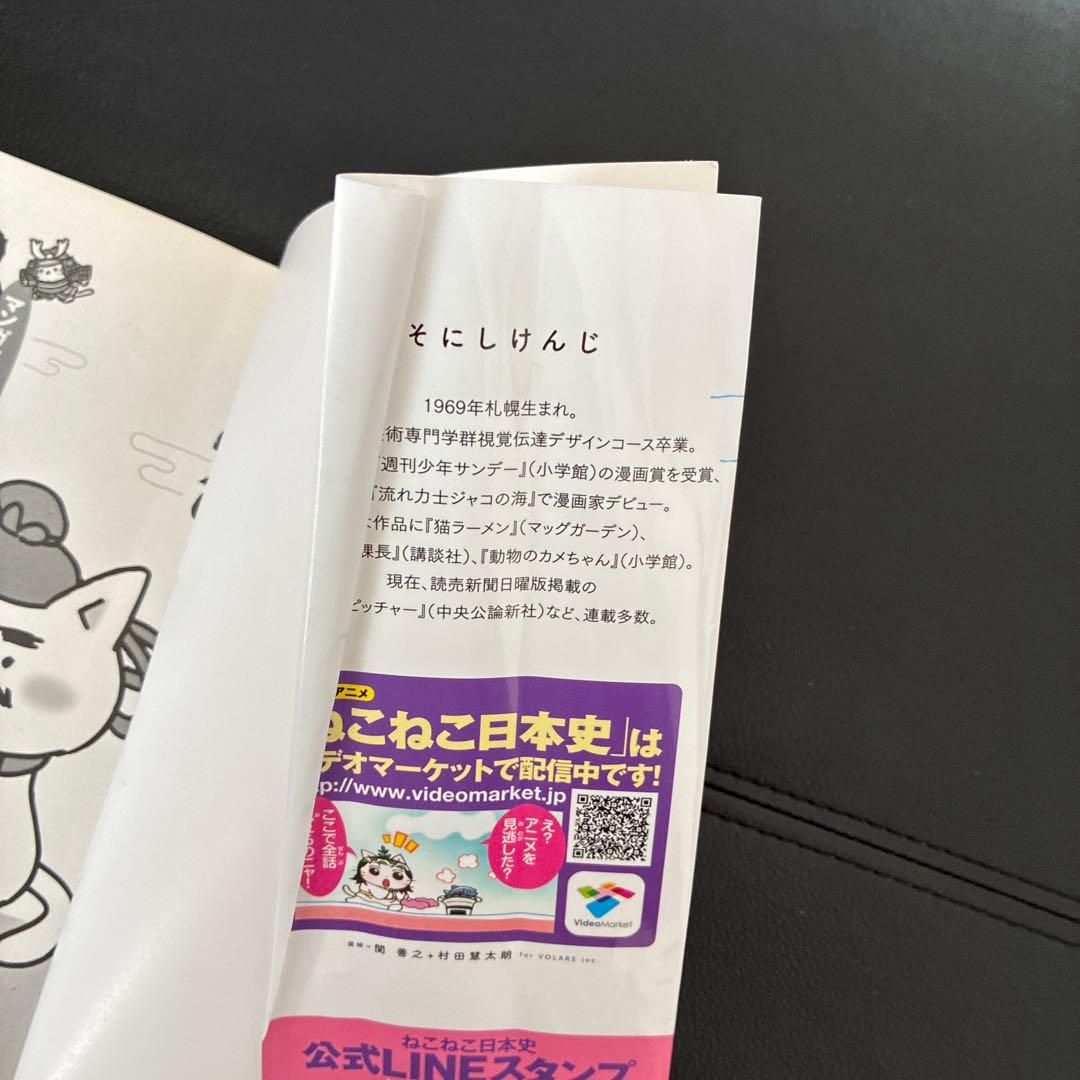 そにしけんじ
1969年札幌生まれ。
術専門学群視覚伝達デザインコース卒業。
『週刊少年サンデー』(小学館)の漫画賞を受賞、
『流れ力士ジャコの海』で漫画家デビュー。
作品に『猫ラーメン』(マッグガーデン)、
課長』(講談社)、『動物のカメちゃん』(小学館)。
現在、読売新聞日曜版掲載の
ピッチャー』(中央公論新社)など、連載多数。
アニメ
ねこねこ日本史」は
デオマーケットで配信中です!
p://www.videomarket.jp
え?
アニメを
見逃した?
ここで全話
VideoMarket
装幀=関 善之+村田慧太朗 for VOLARE inc.
ねこねこ日本史
公式LINEスタンプ